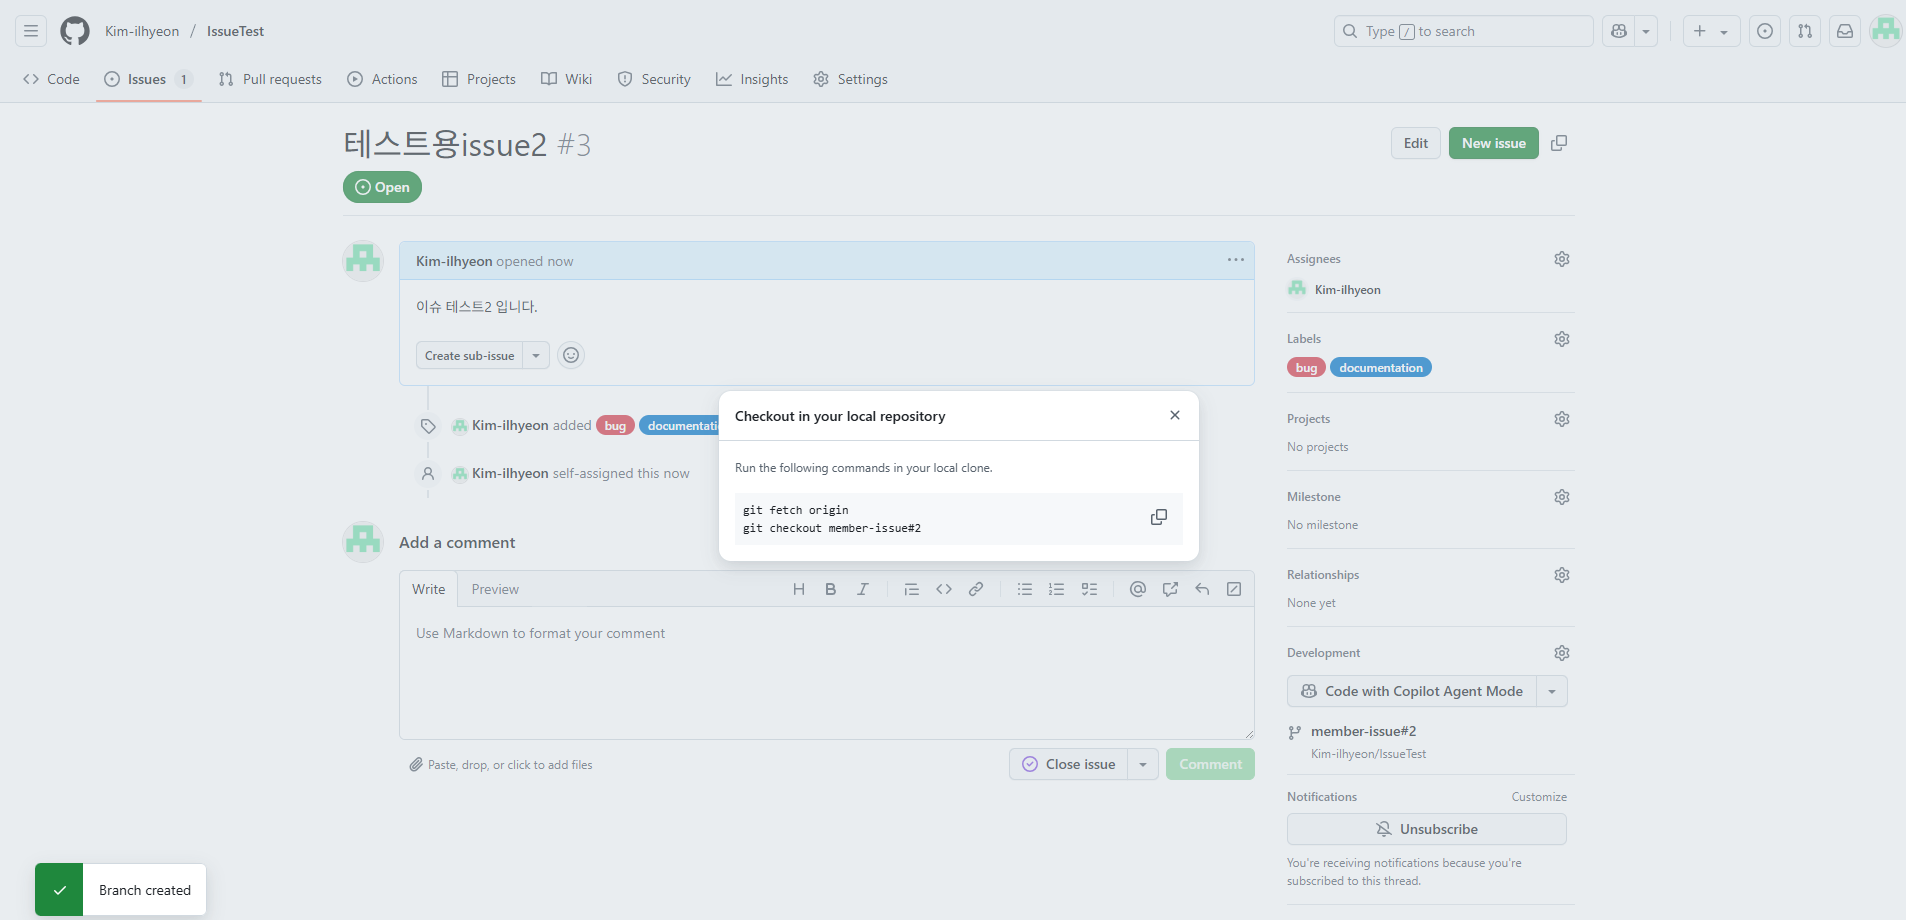 Kim-ilhyeon / IssueTest
Type / to search
Code
Issues 1
Pull requests
Actions
Projects
Wiki
Security
Insights
Settings
테스트용issue2 #3
Edit
New issue
Open
Kim-ilhyeon opened now
이슈 테스트2 입니다.
Create sub-issue
Kim-ilhyeon added bug documentati
Kim-ilhyeon self-assigned this now
Checkout in your local repository
Run the following commands in your local clone.
git fetch origin
git checkout member-issue#2
Add a comment
Write
Preview
Use Markdown to format your comment
Paste, drop, or click to add files
Close issue
Comment
Assignees
Kim-ilhyeon
Labels
bug documentation
Projects
No projects
Milestone
No milestone
Relationships
None yet
Development
Code with Copilot Agent Mode
member-issue#2
Kim-ilhyeon/IssueTest
Notifications
Customize
Unsubscribe
You're receiving notifications because you're
subscribed to this thread.
Branch created